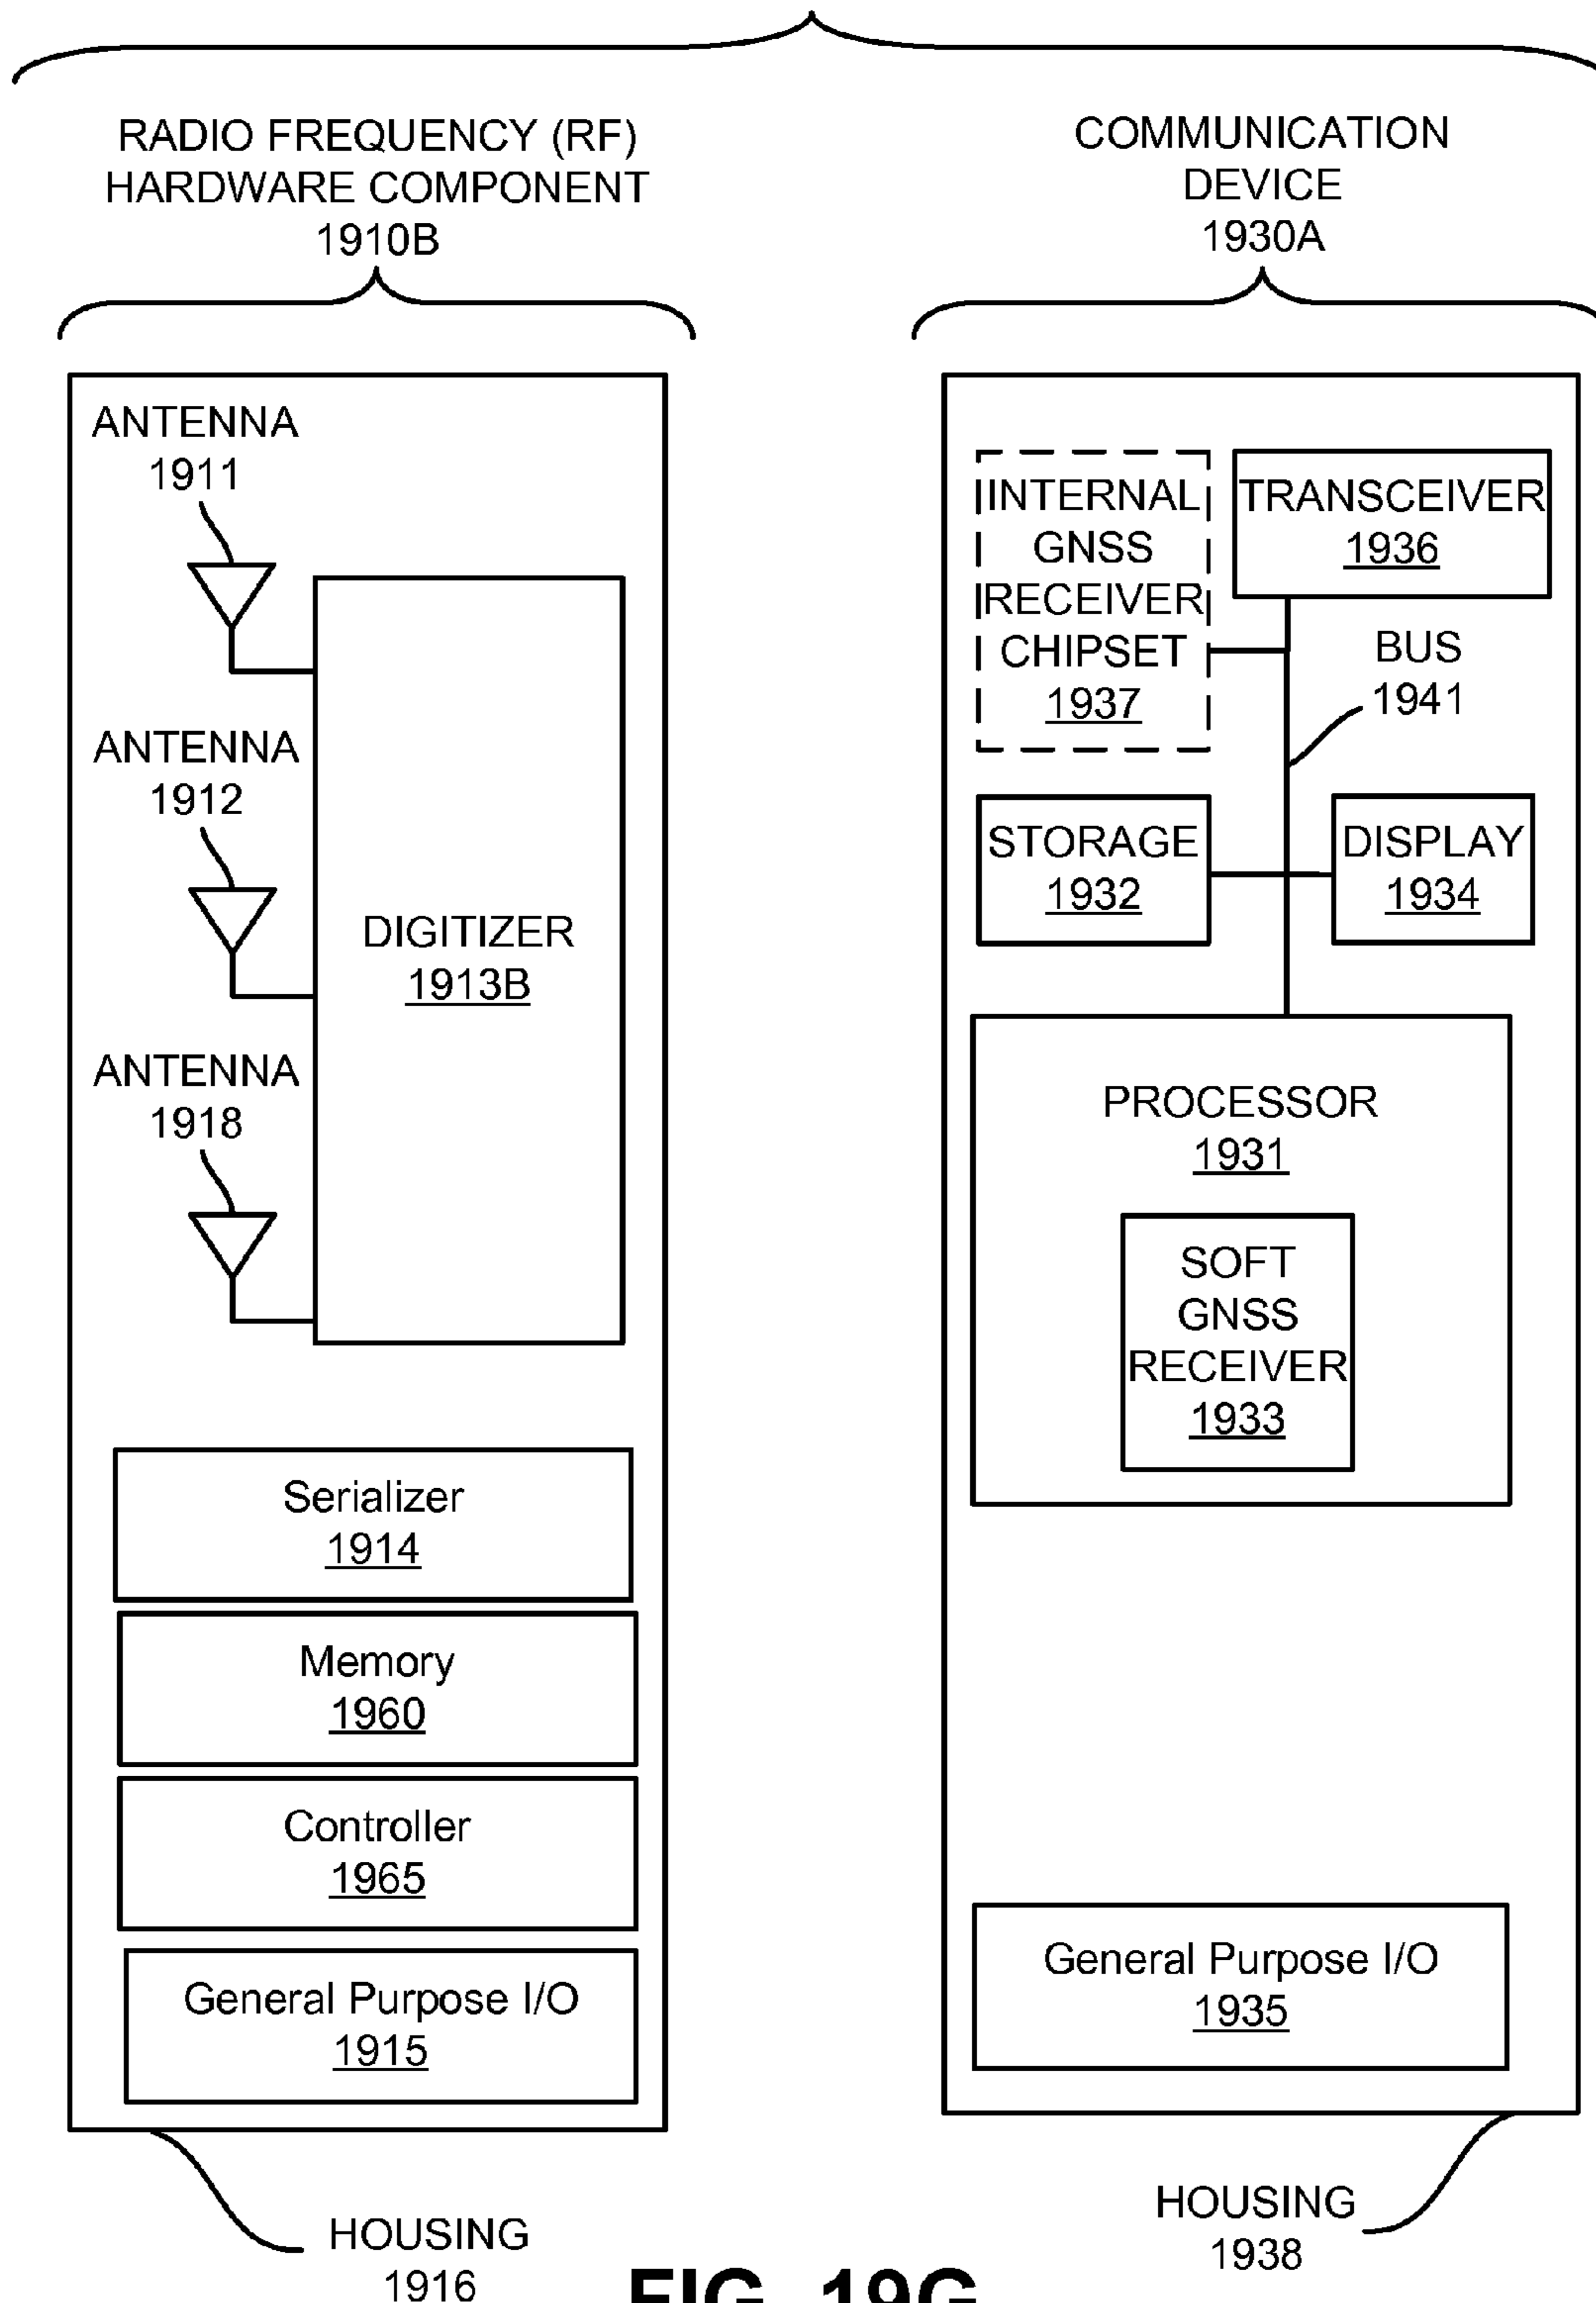 RADIO FREQUENCY (RF)
HARDWARE COMPONENT
1910B
COMMUNICATION
DEVICE
1930A
ANTENNA
1911
ANTENNA
1912
ANTENNA
1918
DIGITIZER
1913B
Serializer
1914
Memory
1960
Controller
1965
General Purpose I/O
1915
HOUSING
1916
INTERNAL
GNSS
RECEIVER
CHIPSET
1937
TRANSCEIVER
1936
BUS
1941
STORAGE
1932
DISPLAY
1934
PROCESSOR
1931
SOFT
GNSS
RECEIVER
1933
General Purpose I/O
1935
HOUSING
1938
FIG. 19G